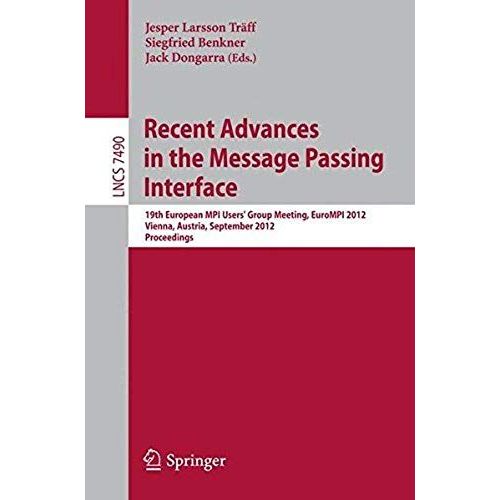 Jesper Larsson Träff
Siegfried Benkner
Jack Dongarra (Eds.)
LNCS 7490
Recent Advances
in the Message Passing
Interface
19th European MPI Users' Group Meeting, EuroMPI 2012
Vienna, Austria, September 2012
Proceedings
Springer